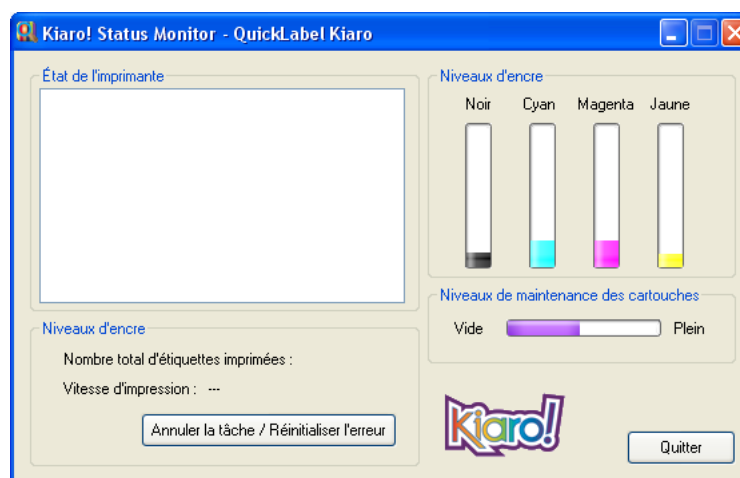 Kiaro! Status Monitor - QuickLabel Kiaro
État de l'imprimante
Niveaux d'encre
Noir Cyan Magenta Jaune
Niveaux de maintenance des cartouches
Vide Plein
Niveaux d'encre
Nombre total d'étiquettes imprimées :
Vitesse d'impression : ---
Annuler la tâche / Réinitialiser l'erreur
Kiaro!
Quitter